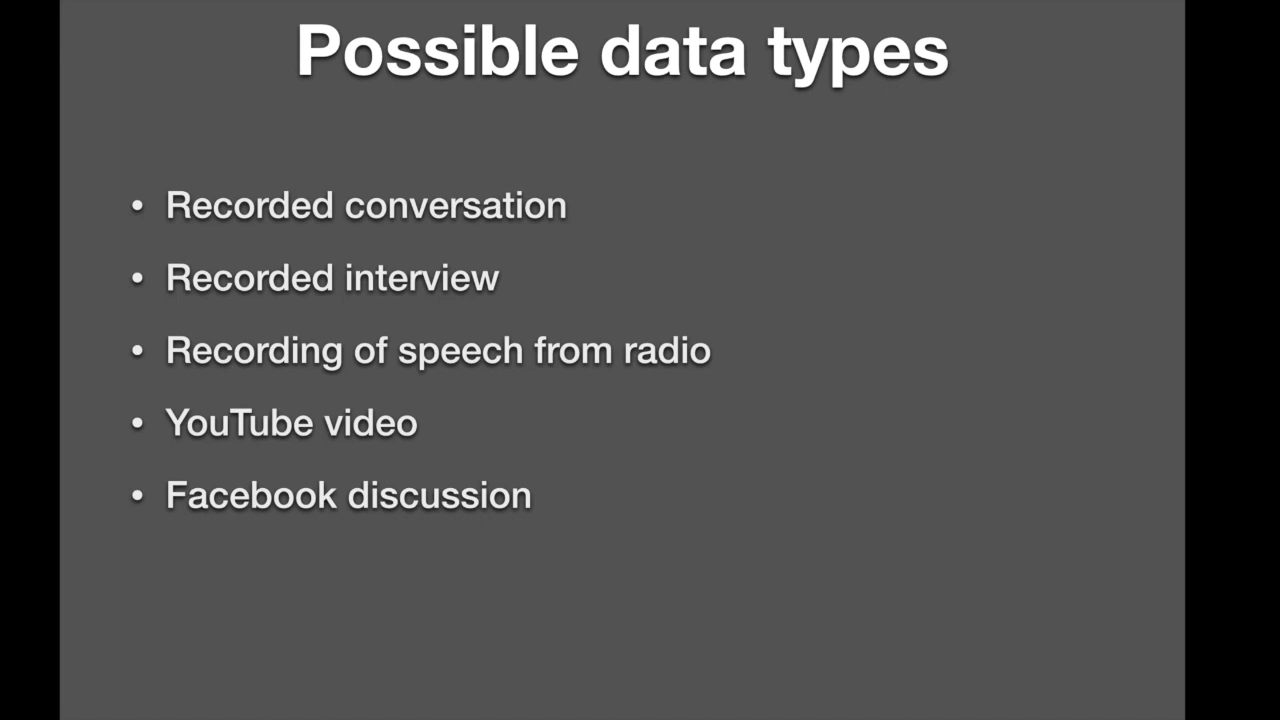 Possible data types
• Recorded conversation
• Recorded interview
• Recording of speech from radio
• YouTube video
• Facebook discussion